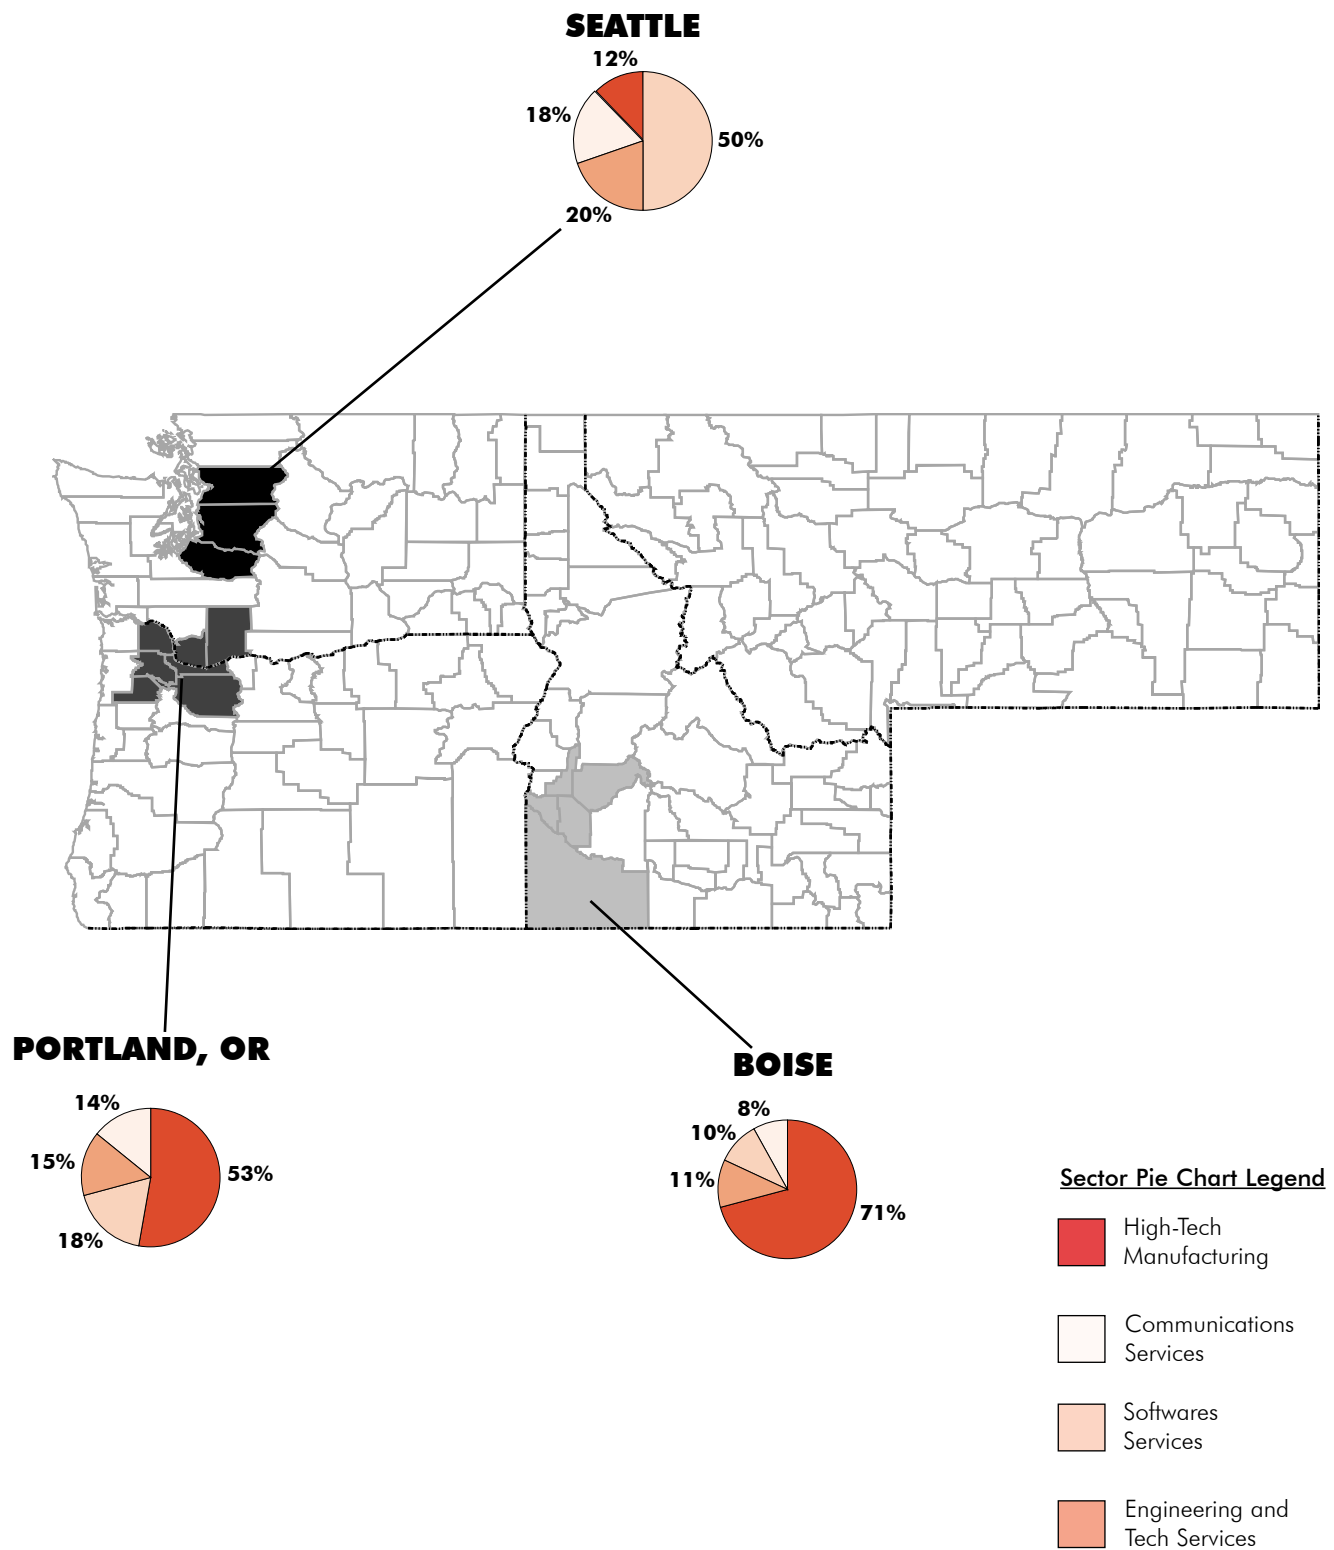 SEATTLE
12%
18%
50%
20%
PORTLAND, OR
14%
15%
53%
18%
BOISE
8%
10%
11%
71%
Sector Pie Chart Legend
High-Tech
Manufacturing
Communications
Services
Softwares
Services
Engineering and
Tech Services